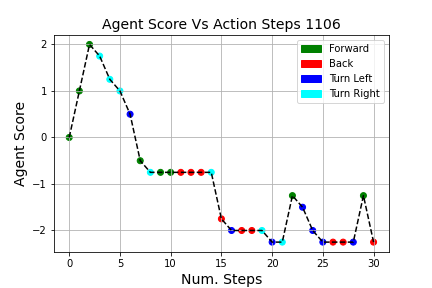 Agent Score Vs Action Steps 1106
Agent Score
2
1
0
−1
−2
Forward
Back
Turn Left
Turn Right
0 5 10 15 20 25 30
Num. Steps